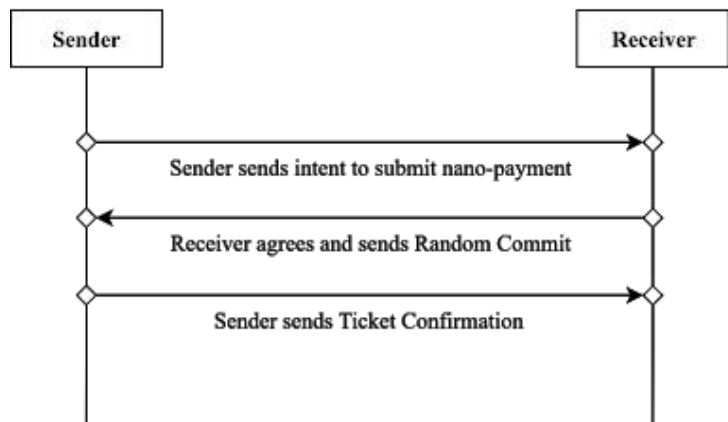 Sender
Receiver
Sender sends intent to submit nano-payment
Receiver agrees and sends Random Commit
Sender sends Ticket Confirmation